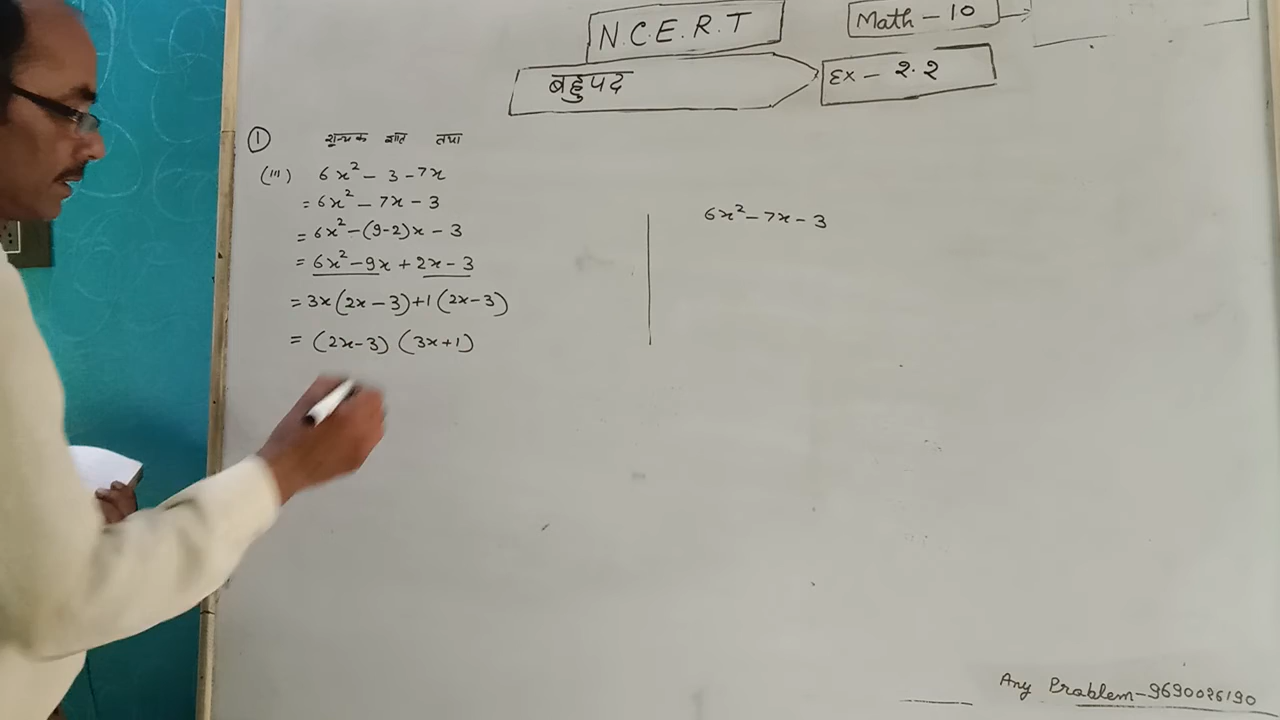 N.C.E.R.T
Math - 10
बहुपद
Ex - 2.2
① शून्यक ज्ञात तथा
(iii) 6x² - 3 - 7x
= 6x² - 7x - 3
= 6x² - (9-2)x - 3
= 6x² - 9x + 2x - 3
= 3x(2x - 3) + 1(2x - 3)
= (2x - 3) (3x + 1)
6x² - 7x - 3
Any Problem - 9690026190